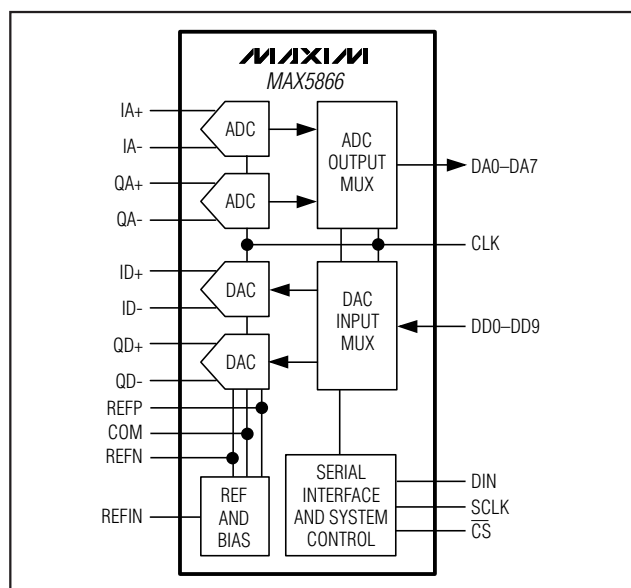 MAXIM
MAX5866
IA+
IA-
QA+
QA-
ID+
ID-
QD+
QD-
REFP
COM
REFN
REFIN
ADC
ADC
DAC
DAC
REF
AND
BIAS
ADC
OUTPUT
MUX
DAC
INPUT
MUX
SERIAL
INTERFACE
AND SYSTEM
CONTROL
DA0–DA7
CLK
DD0–DD9
DIN
SCLK
C̅S̅